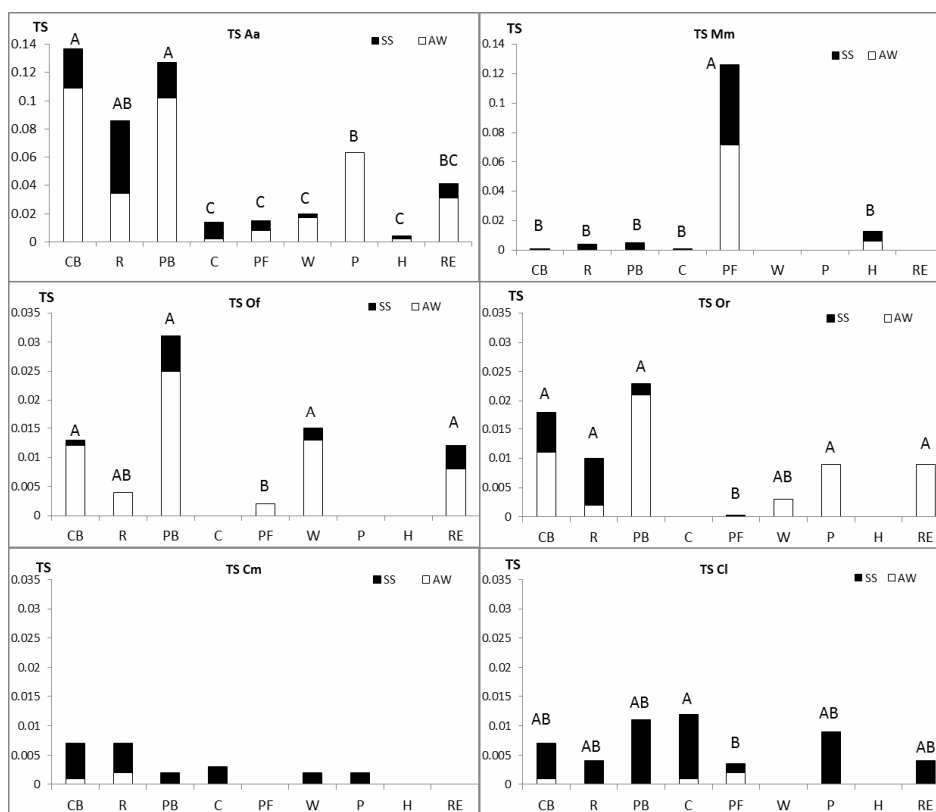 TS
TS Aa
SS AW
0.14
0.12
0.1
0.08
0.06
0.04
0.02
0
A
AB
A
C
C
C
B
C
BC
CB R PB C PF W P H RE
TS
TS Mm
SS AW
0.14
0.12
0.1
0.08
0.06
0.04
0.02
0
B
B
B
B
A
B
CB R PB C PF W P H RE
TS
TS Of
SS AW
0.035
0.03
0.025
0.02
0.015
0.01
0.005
0
A
AB
A
B
A
A
CB R PB C PF W P H RE
TS
TS Or
SS AW
0.035
0.03
0.025
0.02
0.015
0.01
0.005
0
A
A
A
B
AB
A
A
CB R PB C PF W P H RE
TS
TS Cm
SS AW
0.035
0.03
0.025
0.02
0.015
0.01
0.005
0
CB R PB C PF W P H RE
TS
TS Cl
SS AW
0.035
0.03
0.025
0.02
0.015
0.01
0.005
0
AB
AB
AB
A
B
AB
AB
CB R PB C PF W P H RE